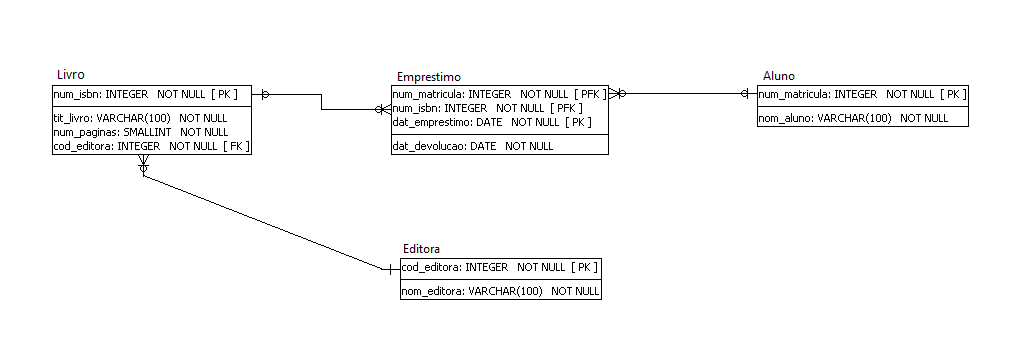 Livro
num_isbn: INTEGER NOT NULL [ PK ]
tit_livro: VARCHAR(100) NOT NULL
num_paginas: SMALLINT NOT NULL
cod_editora: INTEGER NOT NULL [ FK ]
Emprestimo
num_matricula: INTEGER NOT NULL [ PFK ]
num_isbn: INTEGER NOT NULL [ PFK ]
dat_emprestimo: DATE NOT NULL [ PK ]
dat_devolucao: DATE NOT NULL
Aluno
num_matricula: INTEGER NOT NULL [ PK ]
nom_aluno: VARCHAR(100) NOT NULL
Editora
cod_editora: INTEGER NOT NULL [ PK ]
nom_editora: VARCHAR(100) NOT NULL